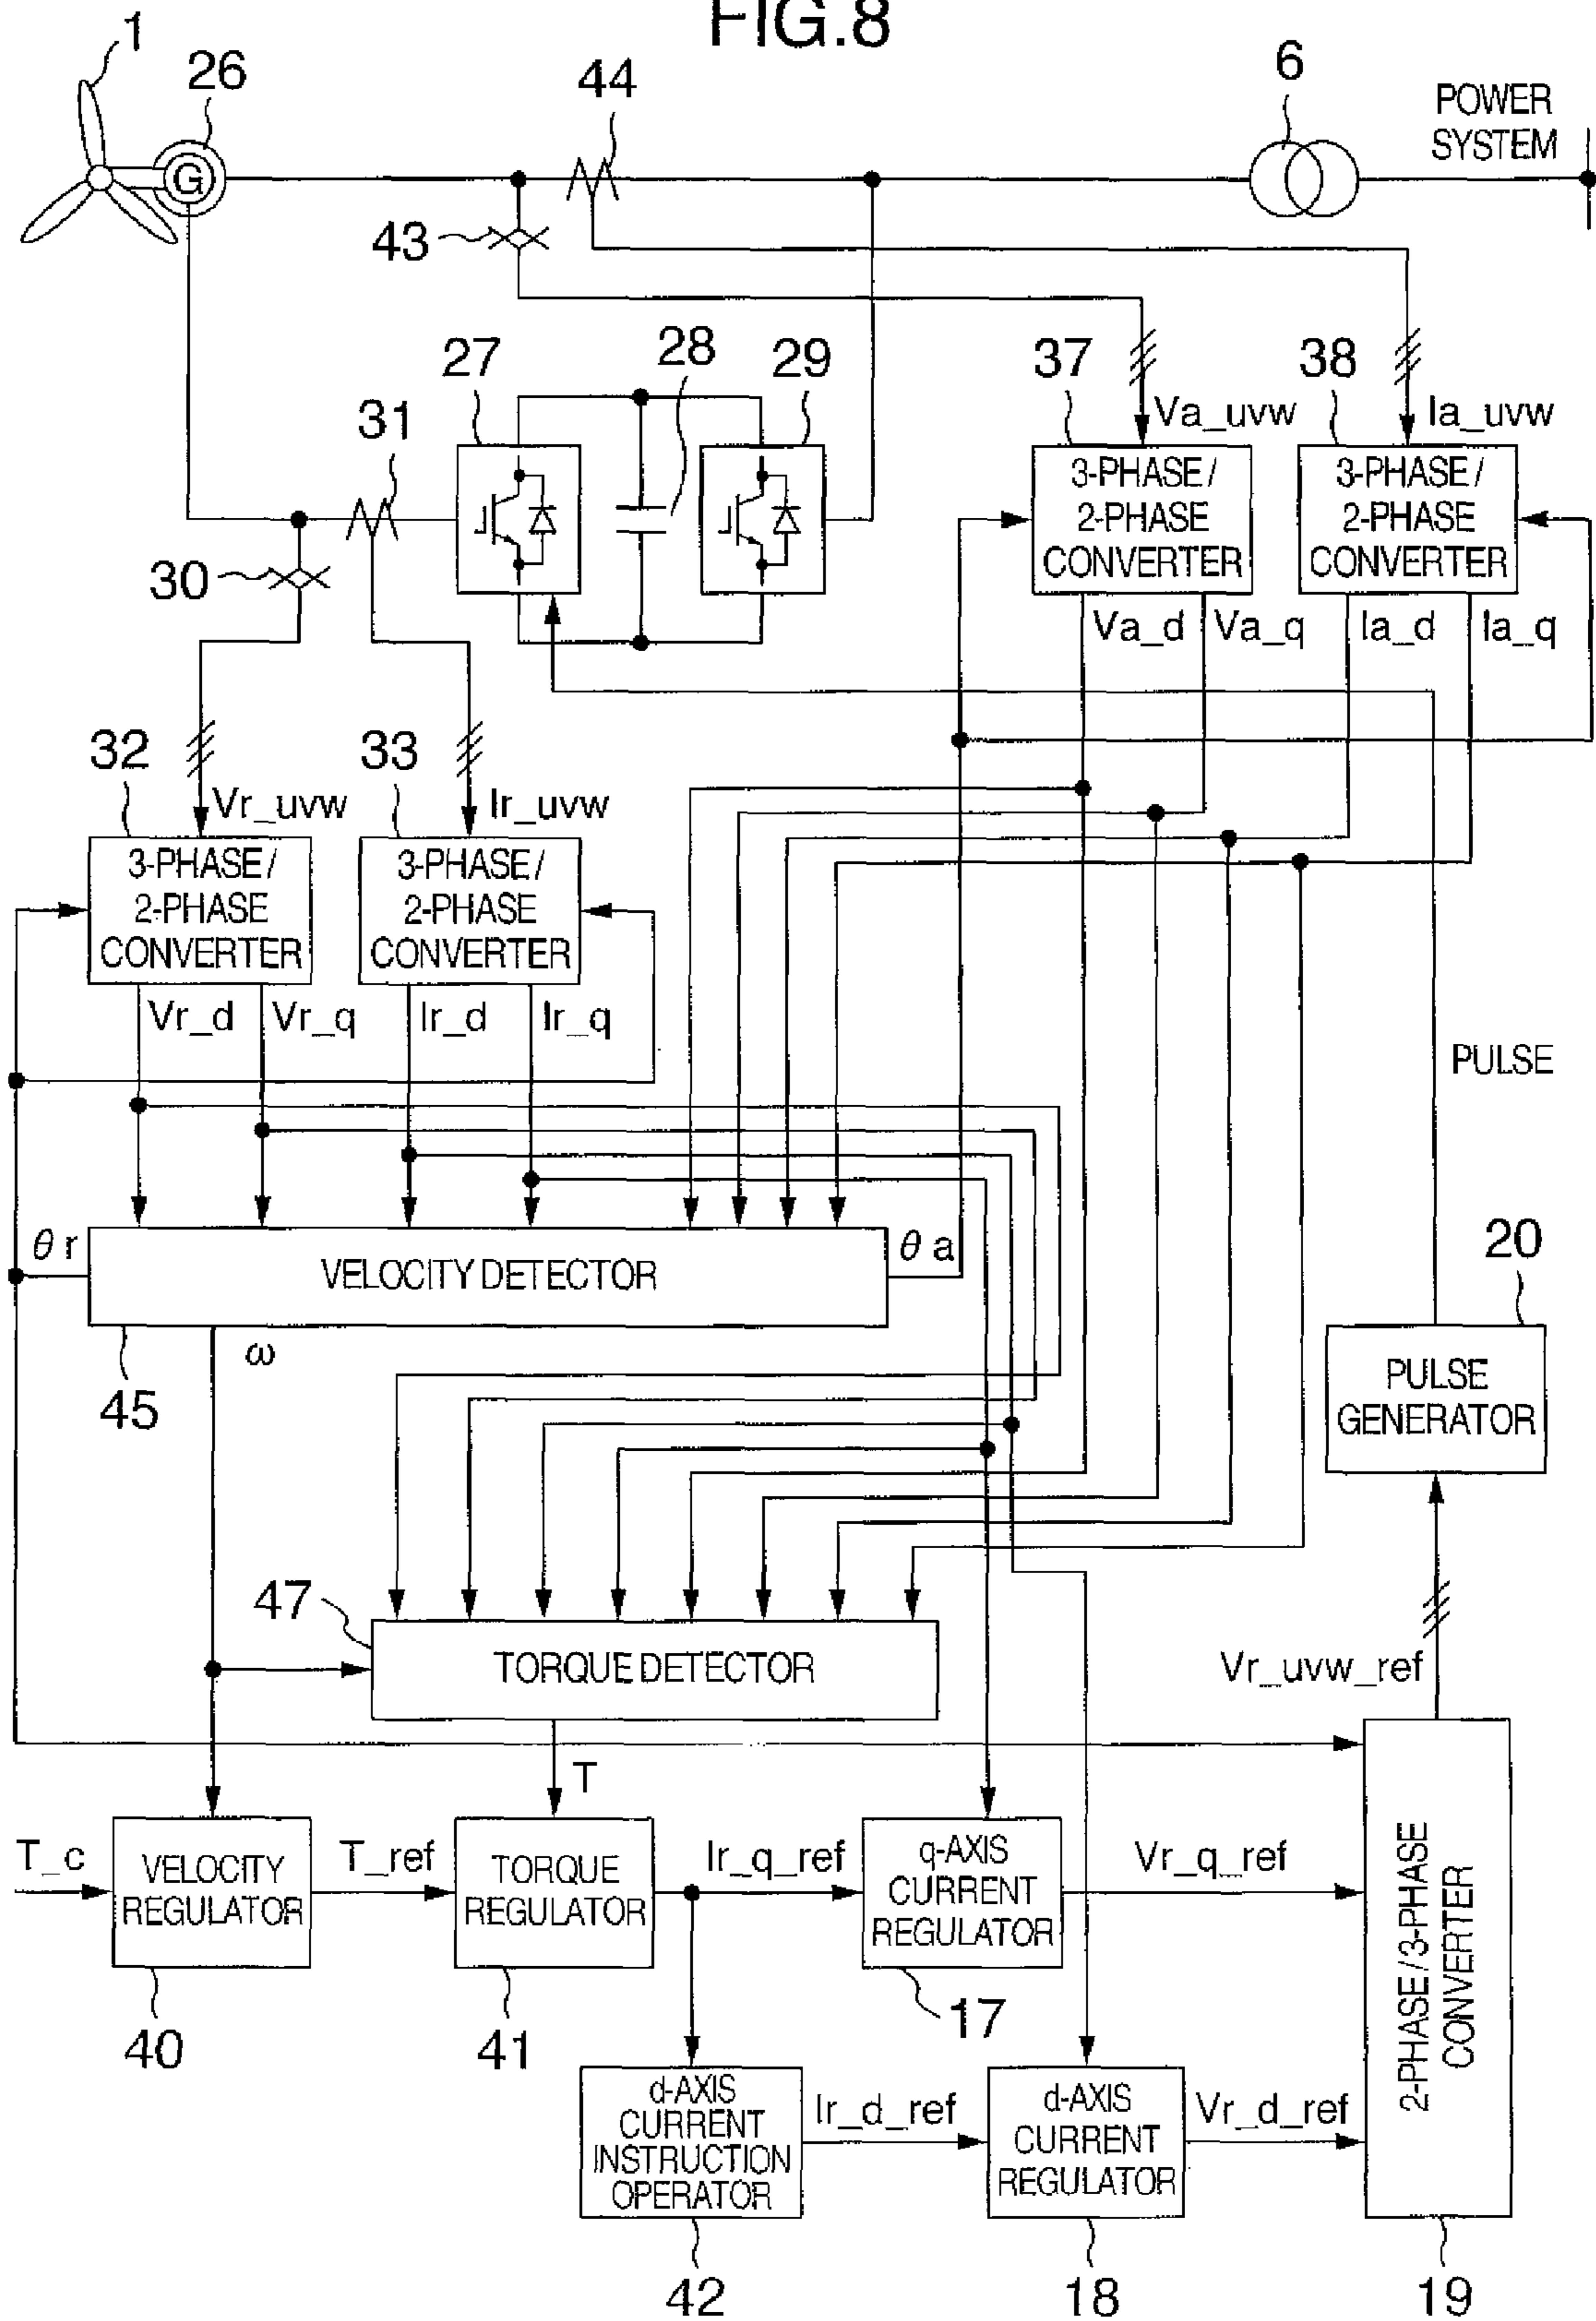 FIG.8
1
26
44
6
POWER
SYSTEM
G
43
27
28
29
37
38
31
Va_uvw
Ia_uvw
3-PHASE/
2-PHASE
CONVERTER
3-PHASE/
2-PHASE
CONVERTER
30
Va_d
Va_q
Ia_d
Ia_q
32
33
Vr_uvw
Ir_uvw
3-PHASE/
2-PHASE
CONVERTER
3-PHASE/
2-PHASE
CONVERTER
Vr_d
Vr_q
Ir_d
Ir_q
PULSE
θ r
VELOCITY DETECTOR
θ a
20
45
ω
PULSE
GENERATOR
47
TORQUE DETECTOR
Vr_uvw_ref
T
T_c
VELOCITY
REGULATOR
T_ref
TORQUE
REGULATOR
Ir_q_ref
q-AXIS
CURRENT
REGULATOR
Vr_q_ref
2-PHASE/3-PHASE
CONVERTER
40
41
17
d-AXIS
CURRENT
INSTRUCTION
OPERATOR
Ir_d_ref
d-AXIS
CURRENT
REGULATOR
Vr_d_ref
42
18
19